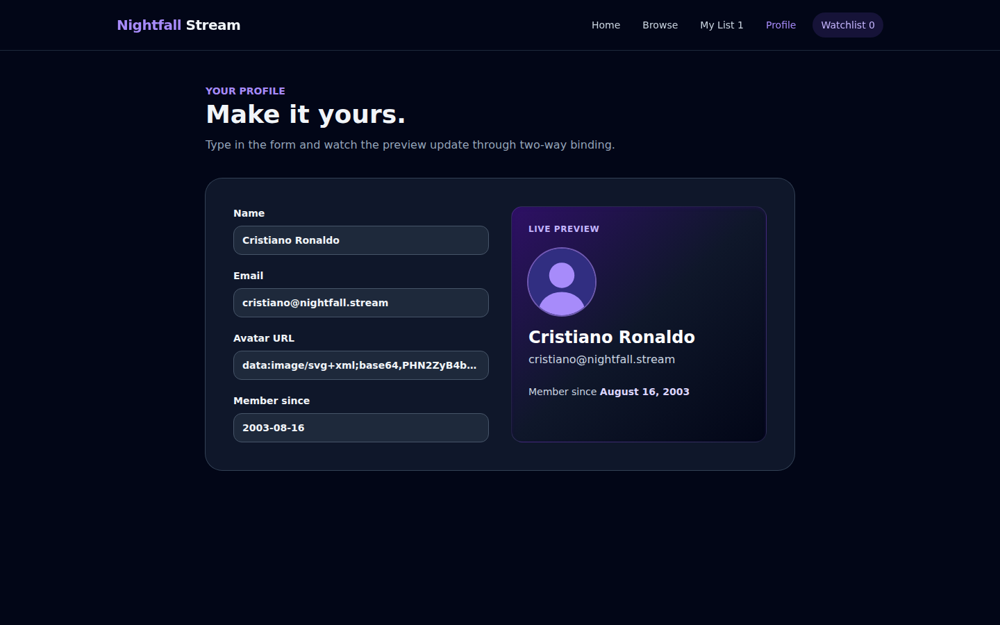 Nightfall Stream
Home Browse My List 1 Profile Watchlist 0
YOUR PROFILE
Make it yours.
Type in the form and watch the preview update through two-way binding.
Name
Cristiano Ronaldo
Email
cristiano@nightfall.stream
Avatar URL
data:image/svg+xml;base64,PHN2ZyB4b…
Member since
2003-08-16
LIVE PREVIEW
Cristiano Ronaldo
cristiano@nightfall.stream
Member since August 16, 2003